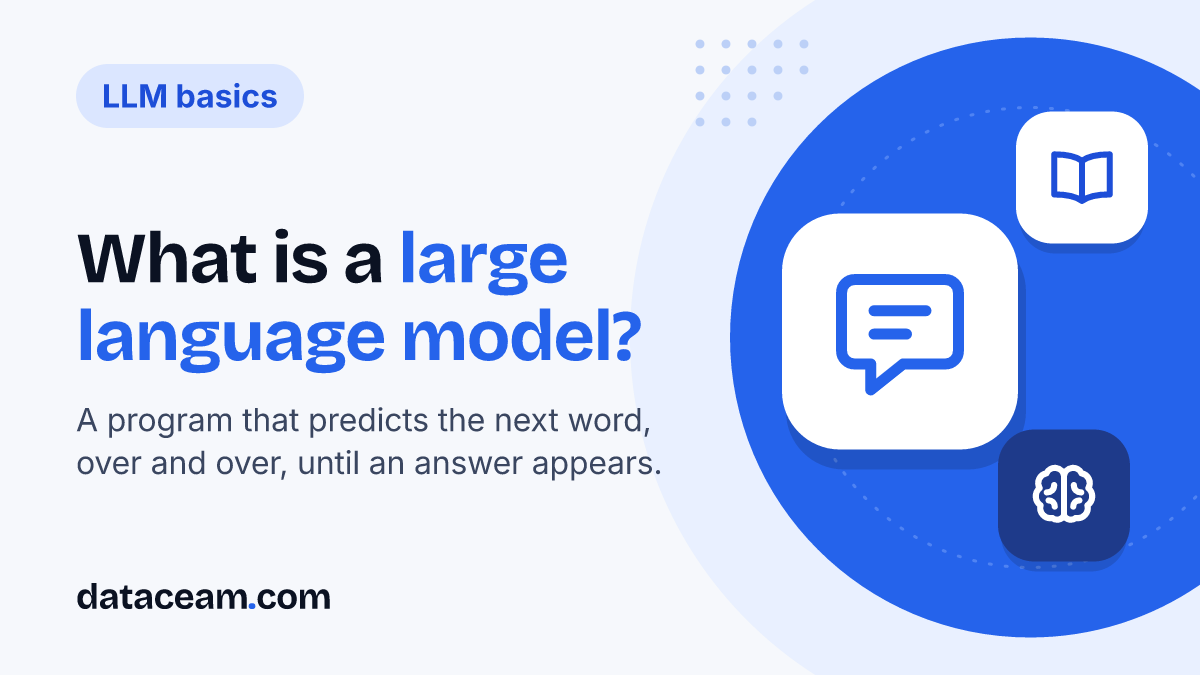 LLM basics
What is a large
language model?
A program that predicts the next word,
over and over, until an answer appears.
dataceam.com